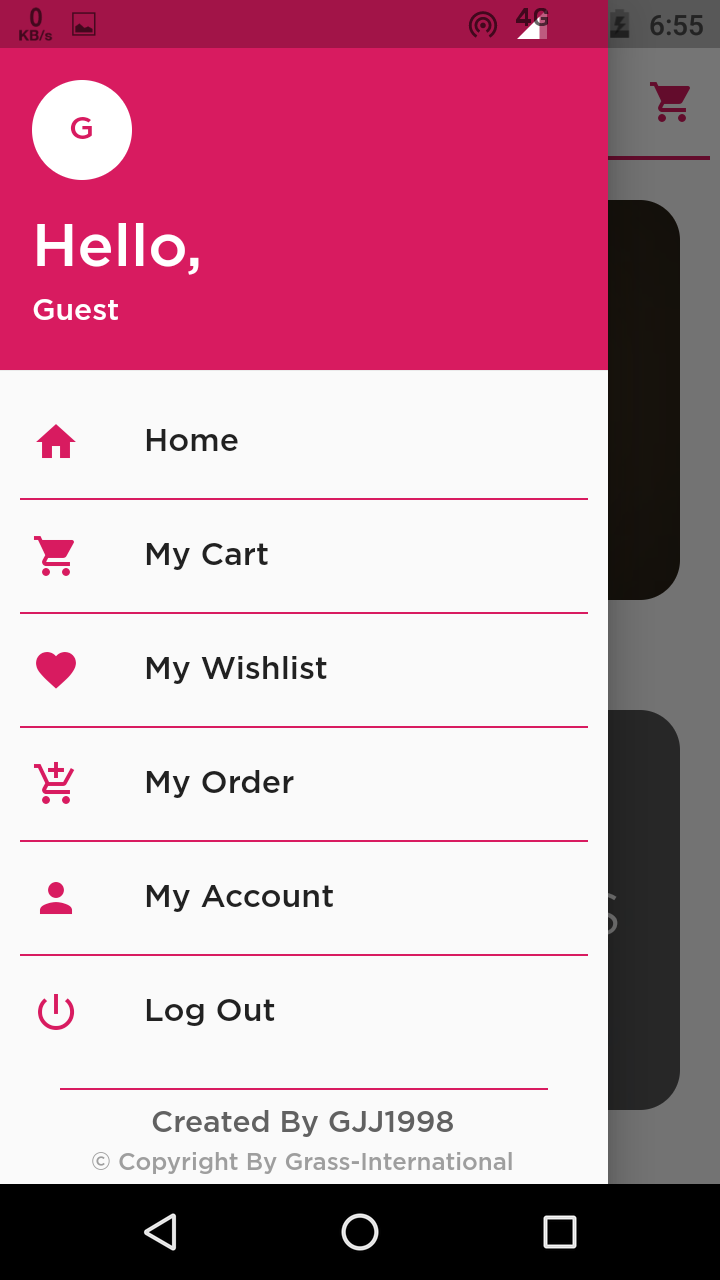 0
KB/s
4G
6:55
G
Hello,
Guest
Home
My Cart
My Wishlist
My Order
My Account
Log Out
Created By GJJ1998
© Copyright By Grass-International